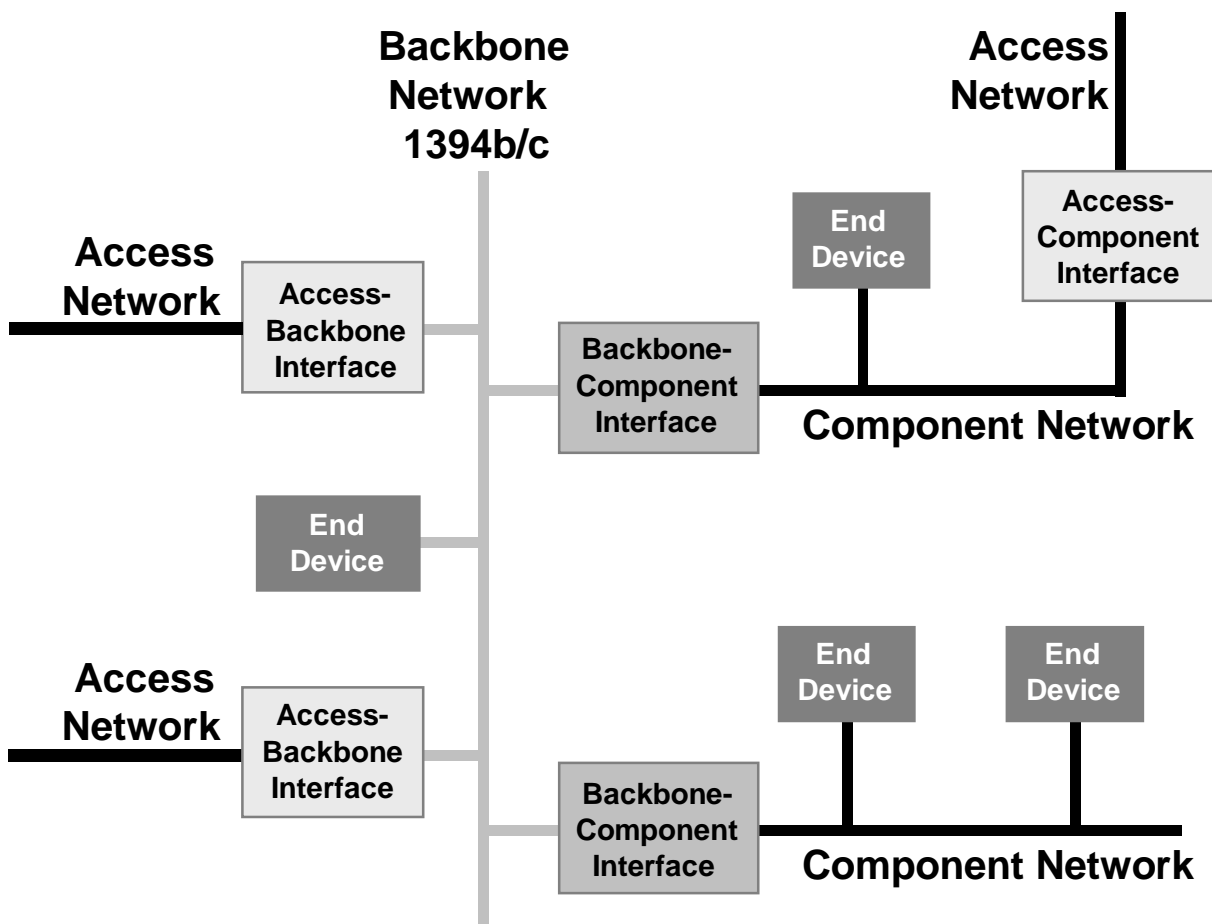 Backbone
Network
1394b/c
Access
Network
End
Device
Access-
Component
Interface
Access
Network
Access-
Backbone
Interface
Backbone-
Component
Interface
Component Network
End
Device
Access
Network
Access-
Backbone
Interface
End
Device
End
Device
Backbone-
Component
Interface
Component Network